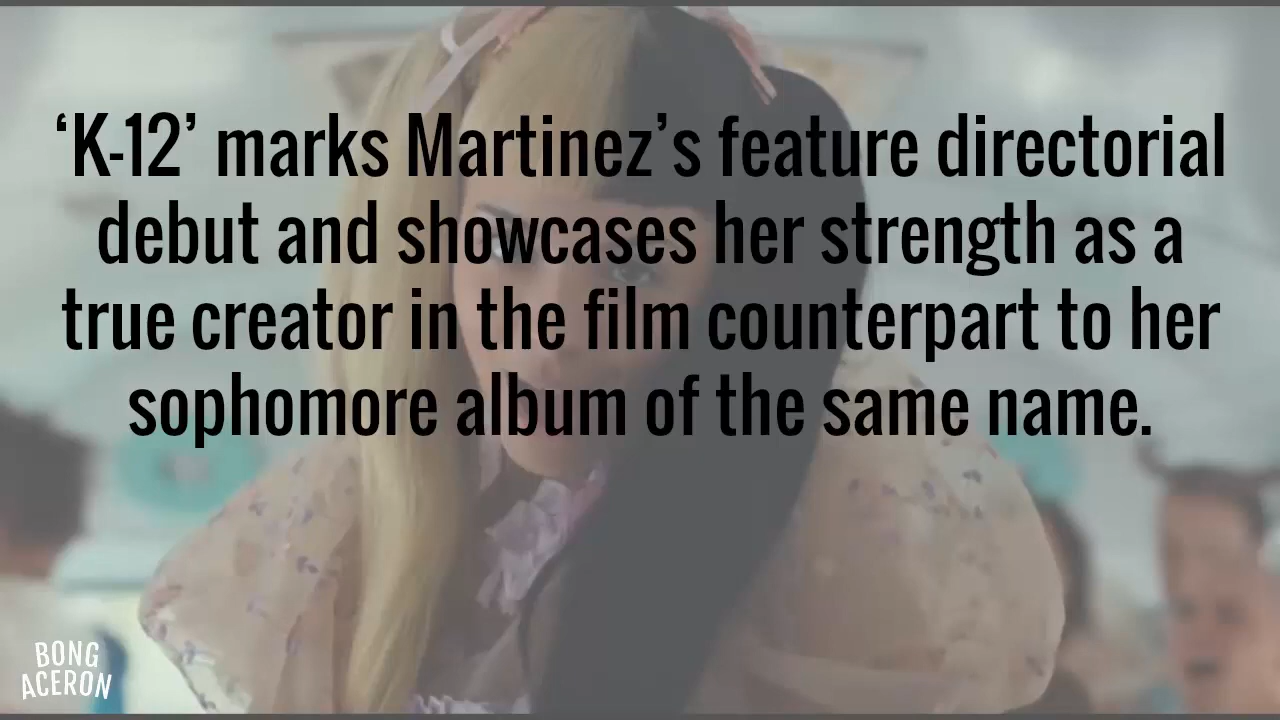 ‘K-12’ marks Martinez’s feature directorial
debut and showcases her strength as a
true creator in the film counterpart to her
sophomore album of the same name.
BONG
ACERON